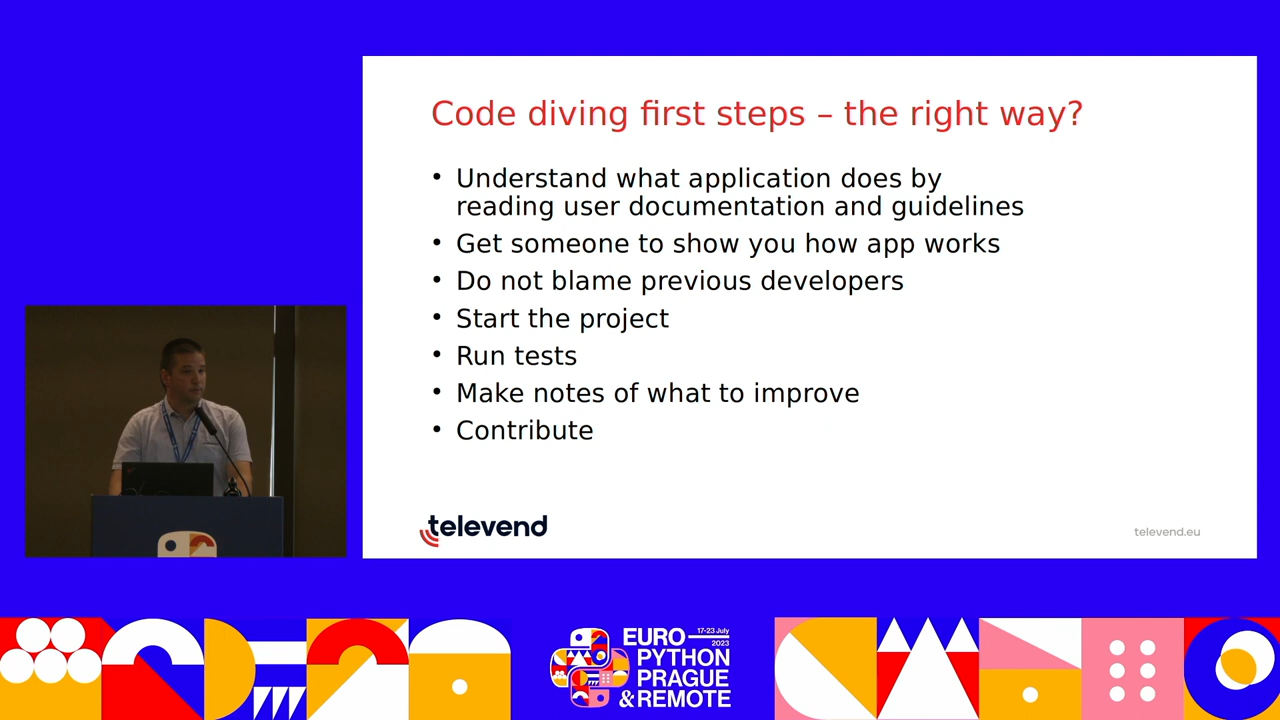 Code diving first steps – the right way?
• Understand what application does by
reading user documentation and guidelines
• Get someone to show you how app works
• Do not blame previous developers
• Start the project
• Run tests
• Make notes of what to improve
• Contribute
televend
televend.eu
EURO 17-23 July
2023
PYTHON
PRAGUE
& REMOTE